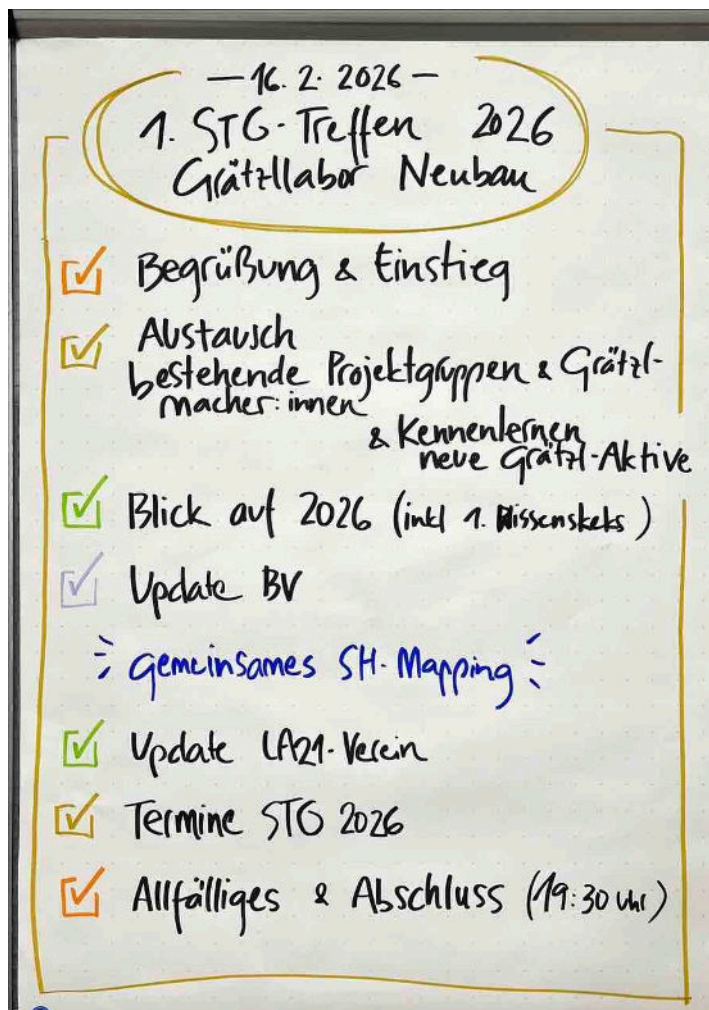 — 16. 2. 2026 —
1. STG-Treffen 2026
Grätzllabor Neubau
Begrüßung & Einstieg
Austausch
bestehende Projektgruppen & Grätzl-
macher:innen
& Kennenlernen
neue Grätzl-Aktive
Blick auf 2026 (inkl 1. Wissenskeks)
Update BV
gemeinsames SH-Mapping
Update LA21-Verein
Termine STG 2026
Allfälliges & Abschluss (19:30 Uhr)